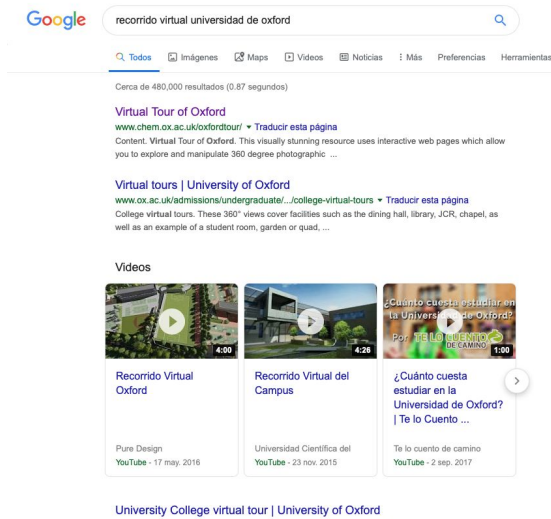 Google
recorrido virtual universidad de oxford
Todos Imágenes Maps Videos Noticias Más Preferencias Herramientas
Cerca de 480,000 resultados (0.87 segundos)
Virtual Tour of Oxford
www.chem.ox.ac.uk/oxfordtour/ ▾ Traducir esta página
Content. Virtual Tour of Oxford. This visually stunning resource uses interactive web pages which allow
you to explore and manipulate 360 degree photographic ...
Virtual tours | University of Oxford
www.ox.ac.uk/admissions/undergraduate/.../college-virtual-tours ▾ Traducir esta página
College virtual tours. These 360° views cover facilities such as the dining hall, library, JCR, chapel, as
well as an example of a student room, garden or quad, ...
Videos
4:00
4:26
¿Cuánto cuesta estudiar en
la Universidad de Oxford?
Por TE LO CUENTO
DE CAMINO
1:00
Recorrido Virtual
Oxford
Pure Design
YouTube - 17 may. 2016
Recorrido Virtual del
Campus
Universidad Científica del
YouTube - 23 nov. 2015
¿Cuánto cuesta
estudiar en la
Universidad de Oxford?
| Te lo Cuento ...
Te lo cuento de camino
YouTube - 2 sep. 2017
University College virtual tour | University of Oxford